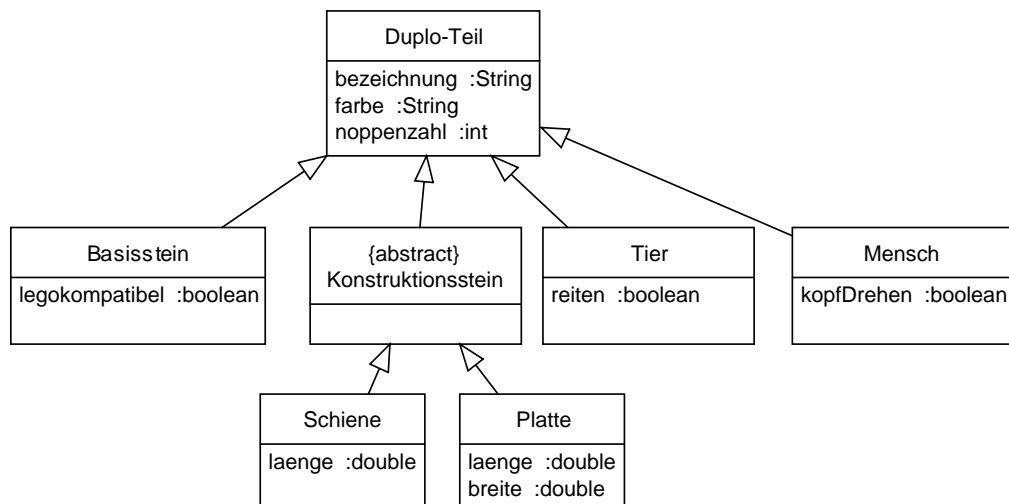 Duplo-Teil
bezeichnung :String
farbe :String
noppenzahl :int
Basisstein
legokompatibel :boolean
{abstract}
Konstruktionsstein
Tier
reiten :boolean
Mensch
kopfDrehen :boolean
Schiene
laenge :double
Platte
laenge :double
breite :double